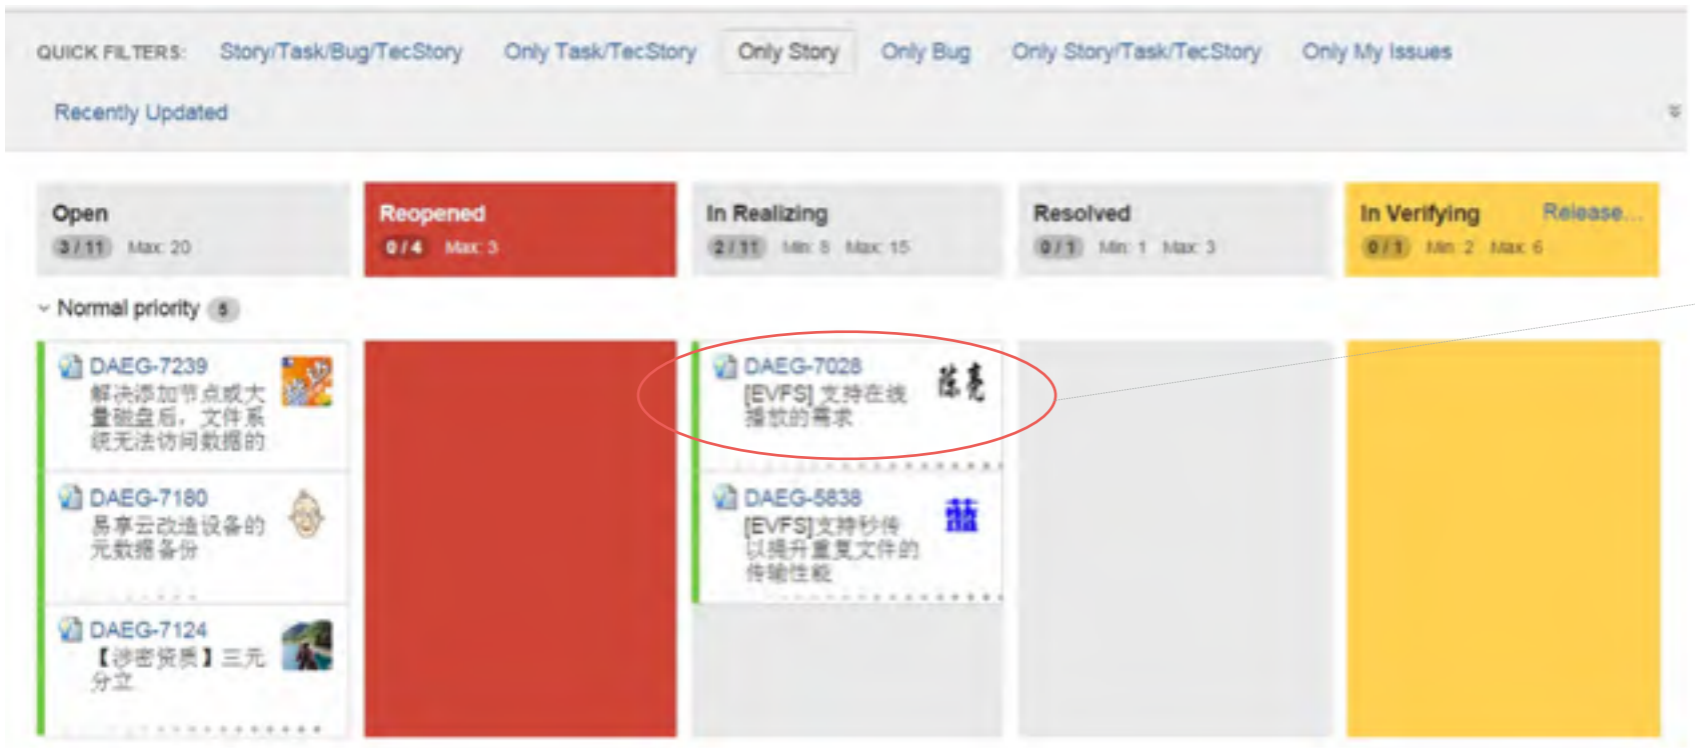 QUICK FILTERS: Story/Task/Bug/TecStory Only Task/TecStory Only Story Only Bug Only Story/Task/TecStory Only My Issues
Recently Updated
Open
3 / 11 Max: 20
Reopened
0 / 4 Max: 3
In Realizing
2 / 11 Min: 8 Max: 15
Resolved
0 / 1 Min: 1 Max: 3
In Verifying Release...
0 / 1 Min: 2 Max: 6
Normal priority 5
DAEG-7239
解决添加节点或大
量磁盘后，文件系
统无法访问数据的
DAEG-7180
易享云改造设备的
元数据备份
DAEG-7124
【涉密资质】三元
分立
DAEG-7028
[EVFS] 支持在线
播放的需求
陈亮
DAEG-5838
[EVFS]支持秒传
以提升重复文件的
传输性能
蓝